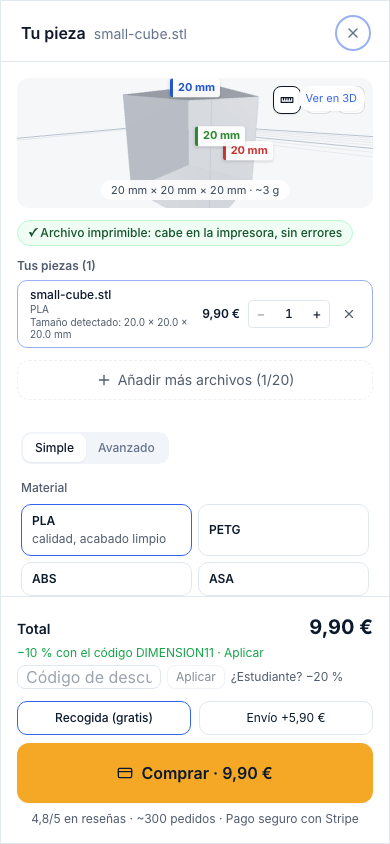 Tu pieza small-cube.stl
20 mm
Ver en 3D
20 mm
20 mm
20 mm × 20 mm × 20 mm · ~3 g
✓ Archivo imprimible: cabe en la impresora, sin errores
Tus piezas (1)
small-cube.stl
PLA
Tamaño detectado: 20.0 × 20.0 ×
20.0 mm
9,90 € − 1 + ×
+ Añadir más archivos (1/20)
Simple Avanzado
Material
PLA
calidad, acabado limpio
PETG
ABS ASA
Total 9,90 €
−10 % con el código DIMENSION11 · Aplicar
Código de descu Aplicar ¿Estudiante? −20 %
Recogida (gratis) Envío +5,90 €
Comprar · 9,90 €
4,8/5 en reseñas · ~300 pedidos · Pago seguro con Stripe